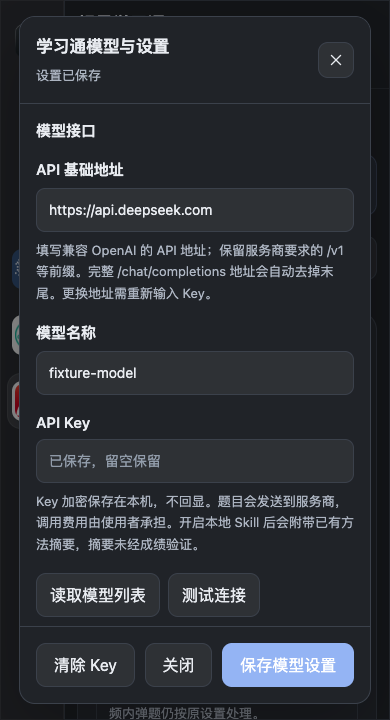 学习通模型与设置
设置已保存
模型接口
API 基础地址
https://api.deepseek.com
填写兼容 OpenAI 的 API 地址；保留服务商要求的 /v1
等前缀。完整 /chat/completions 地址会自动去掉末
尾。更换地址需重新输入 Key。
模型名称
fixture-model
API Key
已保存，留空保留
Key 加密保存在本机，不回显。题目会发送到服务商，
调用费用由使用者承担。开启本地 Skill 后会附带已有方
法摘要，摘要未经成绩验证。
读取模型列表
测试连接
清除 Key
关闭
保存模型设置
频内弹题仍按原设置处理。